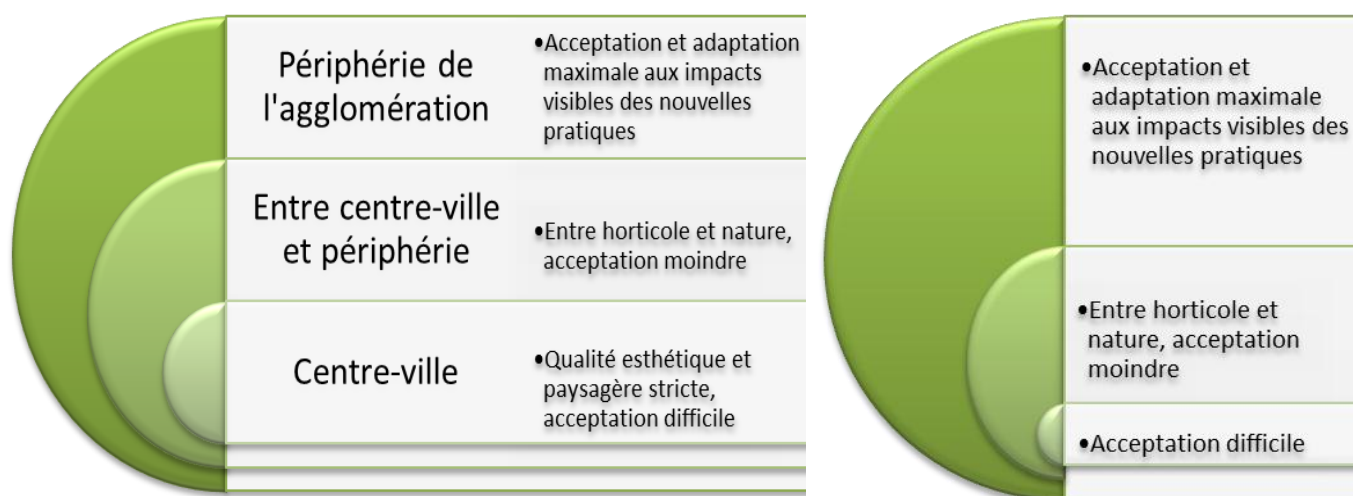 Périphérie de
l'agglomération
•Acceptation et adaptation
maximale aux impacts
visibles des nouvelles
pratiques
Entre centre-ville
et périphérie
•Entre horticole et nature,
acceptation moindre
Centre-ville
•Qualité esthétique et
paysagère stricte,
acceptation difficile
•Acceptation et
adaptation maximale
aux impacts visibles des
nouvelles pratiques
•Entre horticole et
nature, acceptation
moindre
•Acceptation difficile